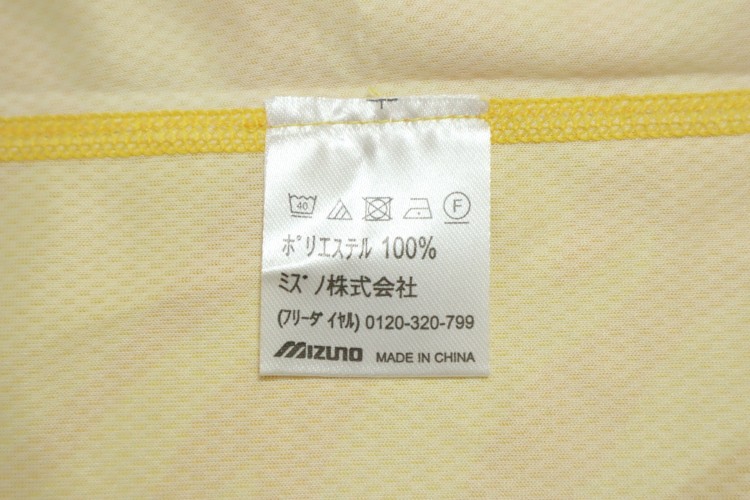 40 F
ポリエステル 100%
ミズノ株式会社
(フリーダイヤル) 0120-320-799
MIZUNO MADE IN CHINA